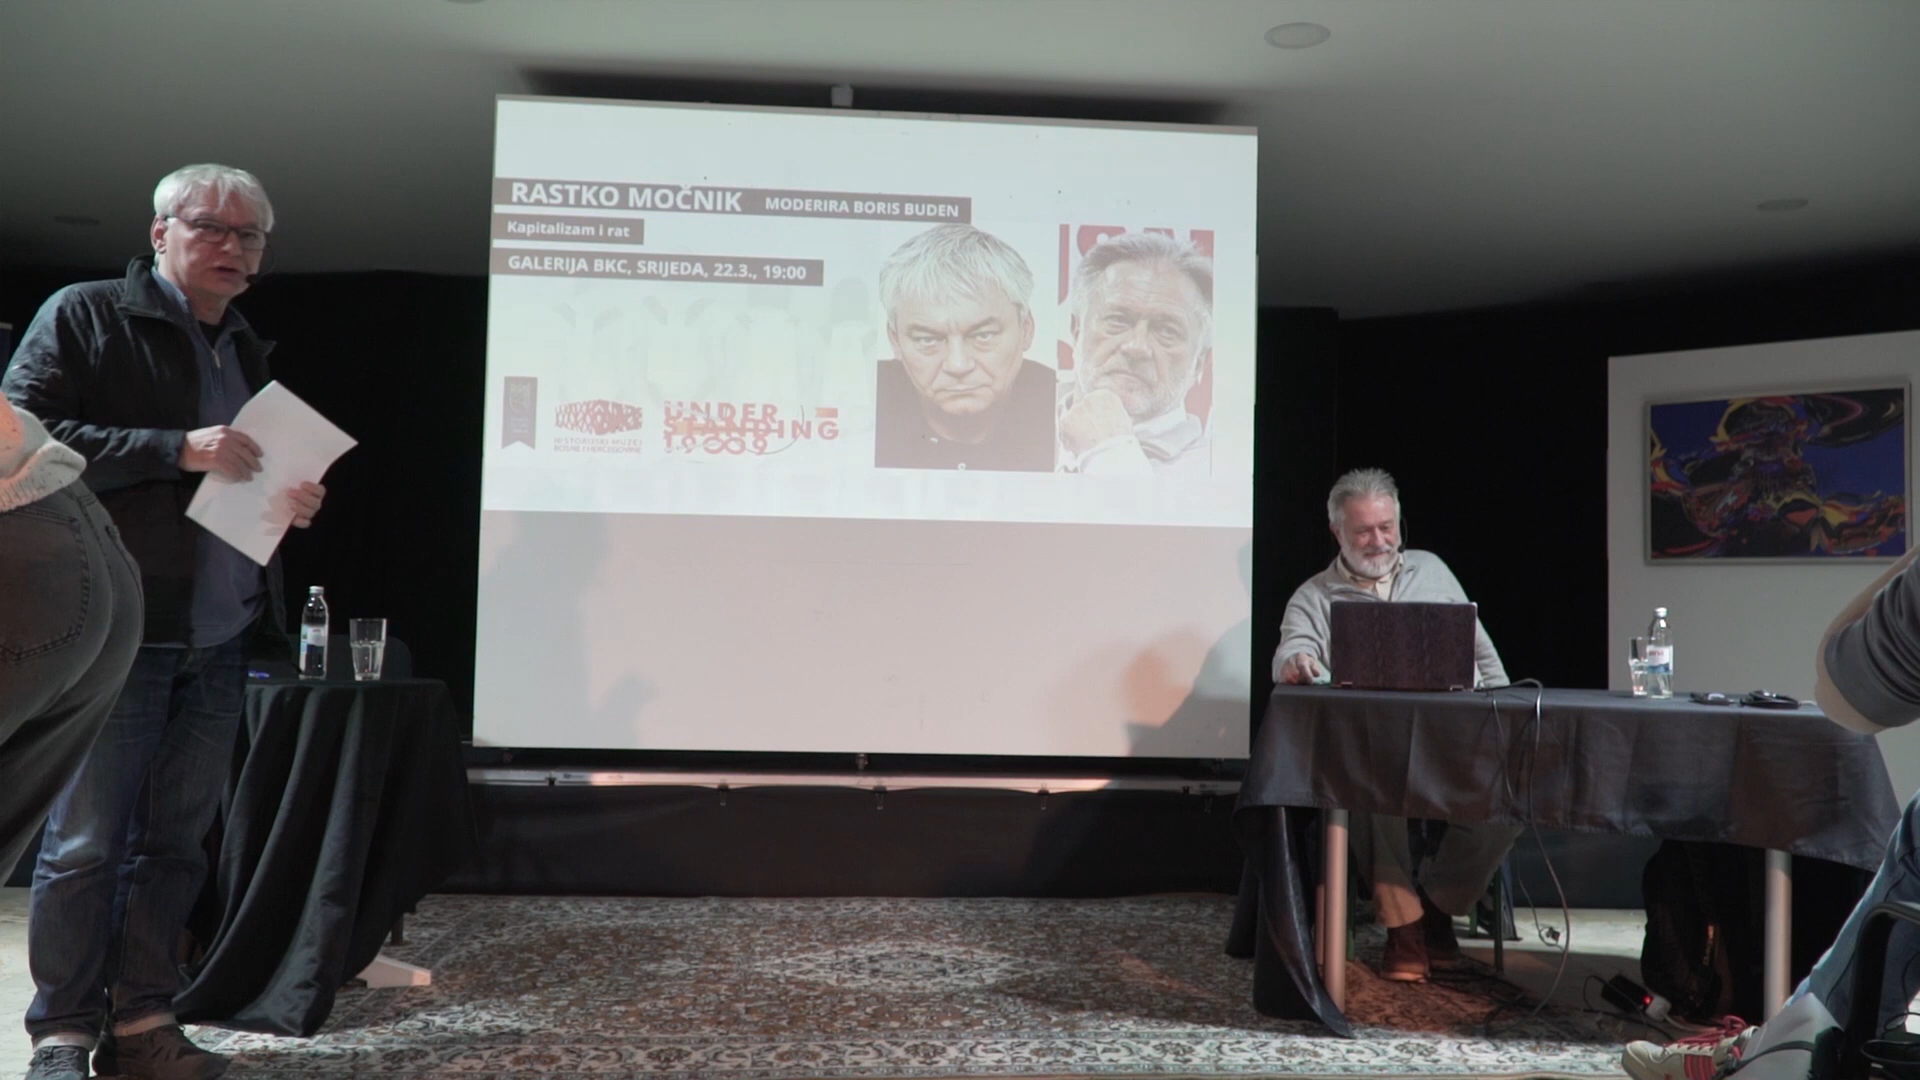 RASTKO MOČNIK MODERIRA BORIS BUDEN
Kapitalizam i rat
GALERIJA BKC, SRIJEDA, 22.3., 19:00
HISTORIJSKI MUZEJ
BOSNE I HERCEGOVINE
UNDER
STANDING